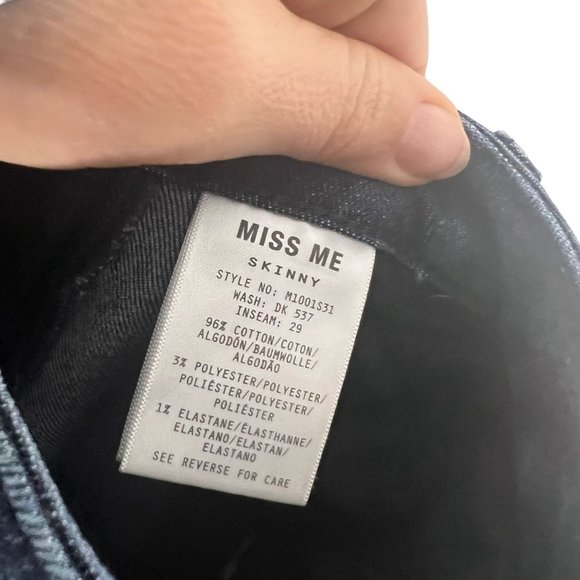 MISS ME
SKINNY
STYLE NO: M1001S31
WASH: DK 537
INSEAM: 29
96% COTTON/COTON/
ALGODÓN/BAUMWOLLE/
ALGODÃO
3% POLYESTER/POLYESTER/
POLIÉSTER/POLYESTER/
POLIÉSTER
1% ELASTANE/ÉLASTHANNE/
ELASTANO/ELASTAN/
ELASTANO
SEE REVERSE FOR CARE